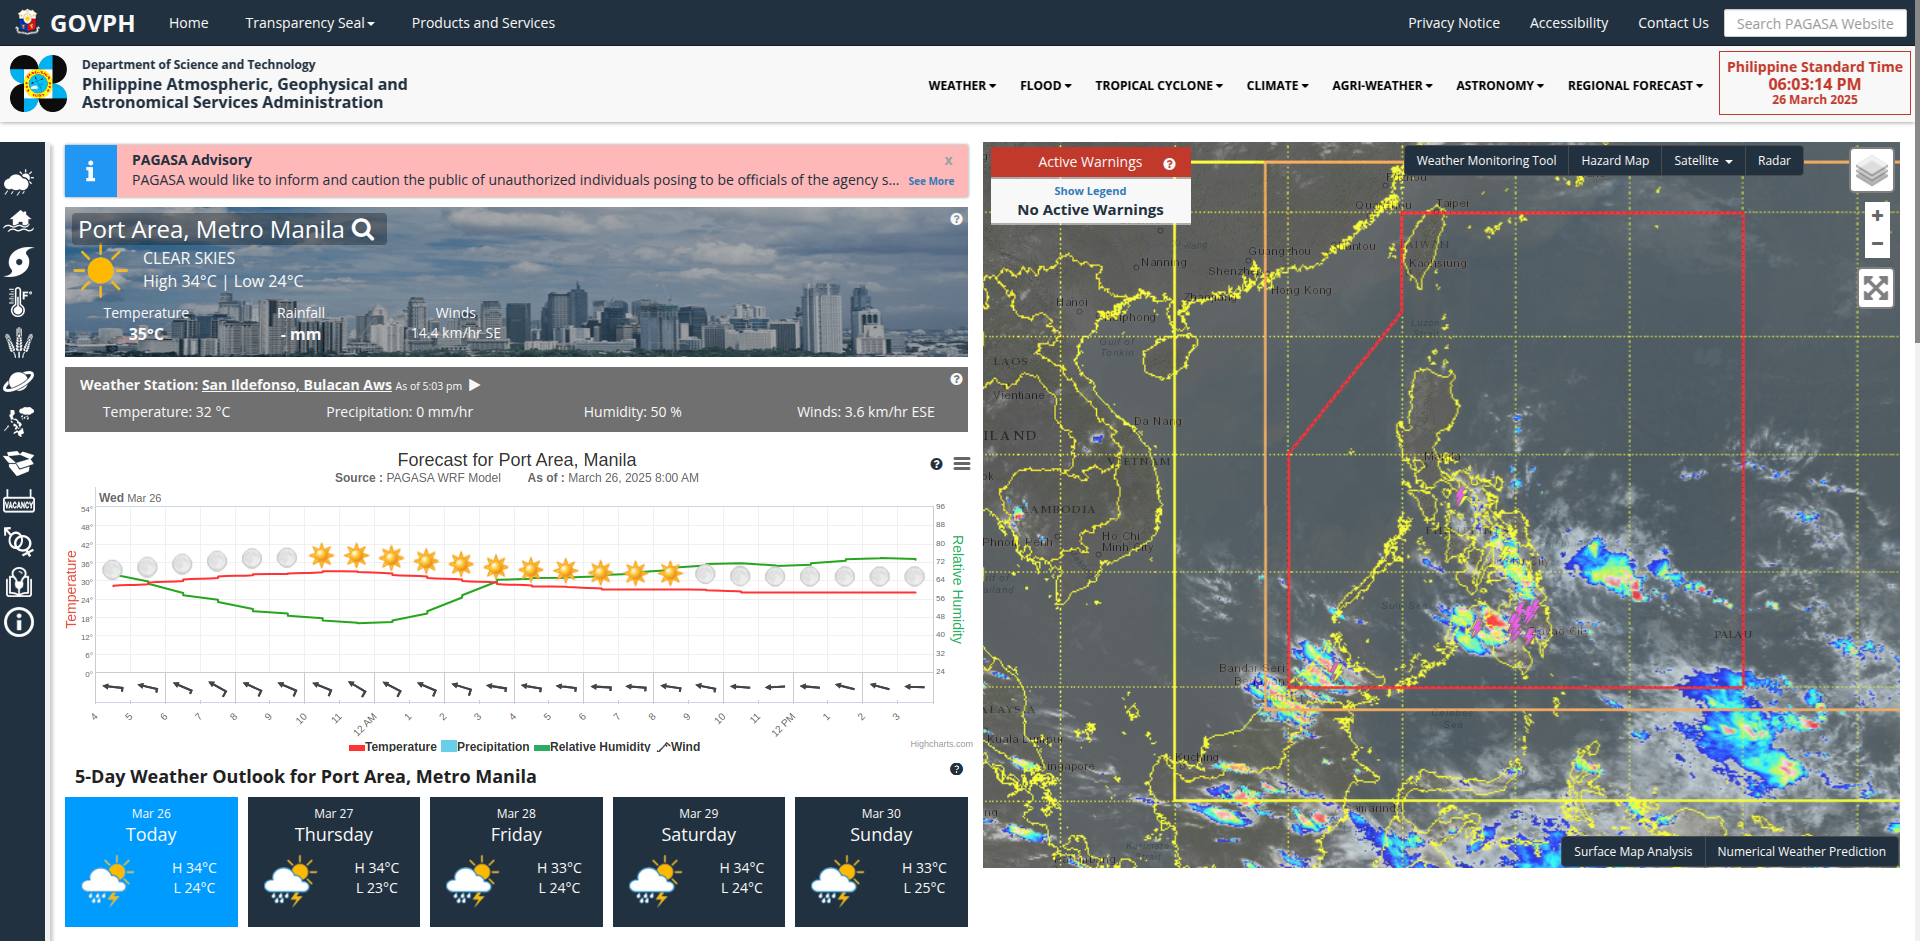 GOVPH
Home
Transparency Seal
Products and Services
Privacy Notice
Accessibility
Contact Us
Search PAGASA Website
Department of Science and Technology
Philippine Atmospheric, Geophysical and
Astronomical Services Administration
WEATHER
FLOOD
TROPICAL CYCLONE
CLIMATE
AGRI-WEATHER
ASTRONOMY
REGIONAL FORECAST
Philippine Standard Time
06:03:14 PM
26 March 2025
VACANCY
PAGASA Advisory
x
PAGASA would like to inform and caution the public of unauthorized individuals posing to be officials of the agency s... See More
Port Area, Metro Manila
CLEAR SKIES
High 34°C | Low 24°C
Temperature
35°C
Rainfall
- mm
Winds
14.4 km/hr SE
Weather Station: San Ildefonso, Bulacan Aws As of 5:03 pm
Temperature: 32 °C
Precipitation: 0 mm/hr
Humidity: 50 %
Winds: 3.6 km/hr ESE
Forecast for Port Area, Manila
Source : PAGASA WRF Model As of : March 26, 2025 8:00 AM
Wed Mar 26
Temperature
54°
48°
42°
36°
30°
24°
18°
12°
6°
0°
96
88
80
72
64
56
48
40
32
24
Relative Humidity
4
5
6
7
8
9
10
11
12 AM
1
2
3
4
5
6
7
8
9
10
11
12 PM
1
2
3
Temperature
Precipitation
Relative Humidity
Wind
Highcharts.com
5-Day Weather Outlook for Port Area, Metro Manila
Mar 26
Today
H 34°C
L 24°C
Mar 27
Thursday
H 34°C
L 23°C
Mar 28
Friday
H 33°C
L 24°C
Mar 29
Saturday
H 34°C
L 24°C
Mar 30
Sunday
H 33°C
L 25°C
Active Warnings
Show Legend
No Active Warnings
Weather Monitoring Tool
Hazard Map
Satellite
Radar
+
−
Taipei
Guangzhou
Nanning
Shenzhen
Kaohsiung
Hong Kong
Hanoi
Gulf of
Tonkin
LAOS
Vientiane
Da Nang
VIETNAM
CAMBODIA
Ho Chi
Minh City
PALAU
Bandar Seri
Celebes
Sea
Kuala Lumpur
Kuching
Surface Map Analysis
Numerical Weather Prediction